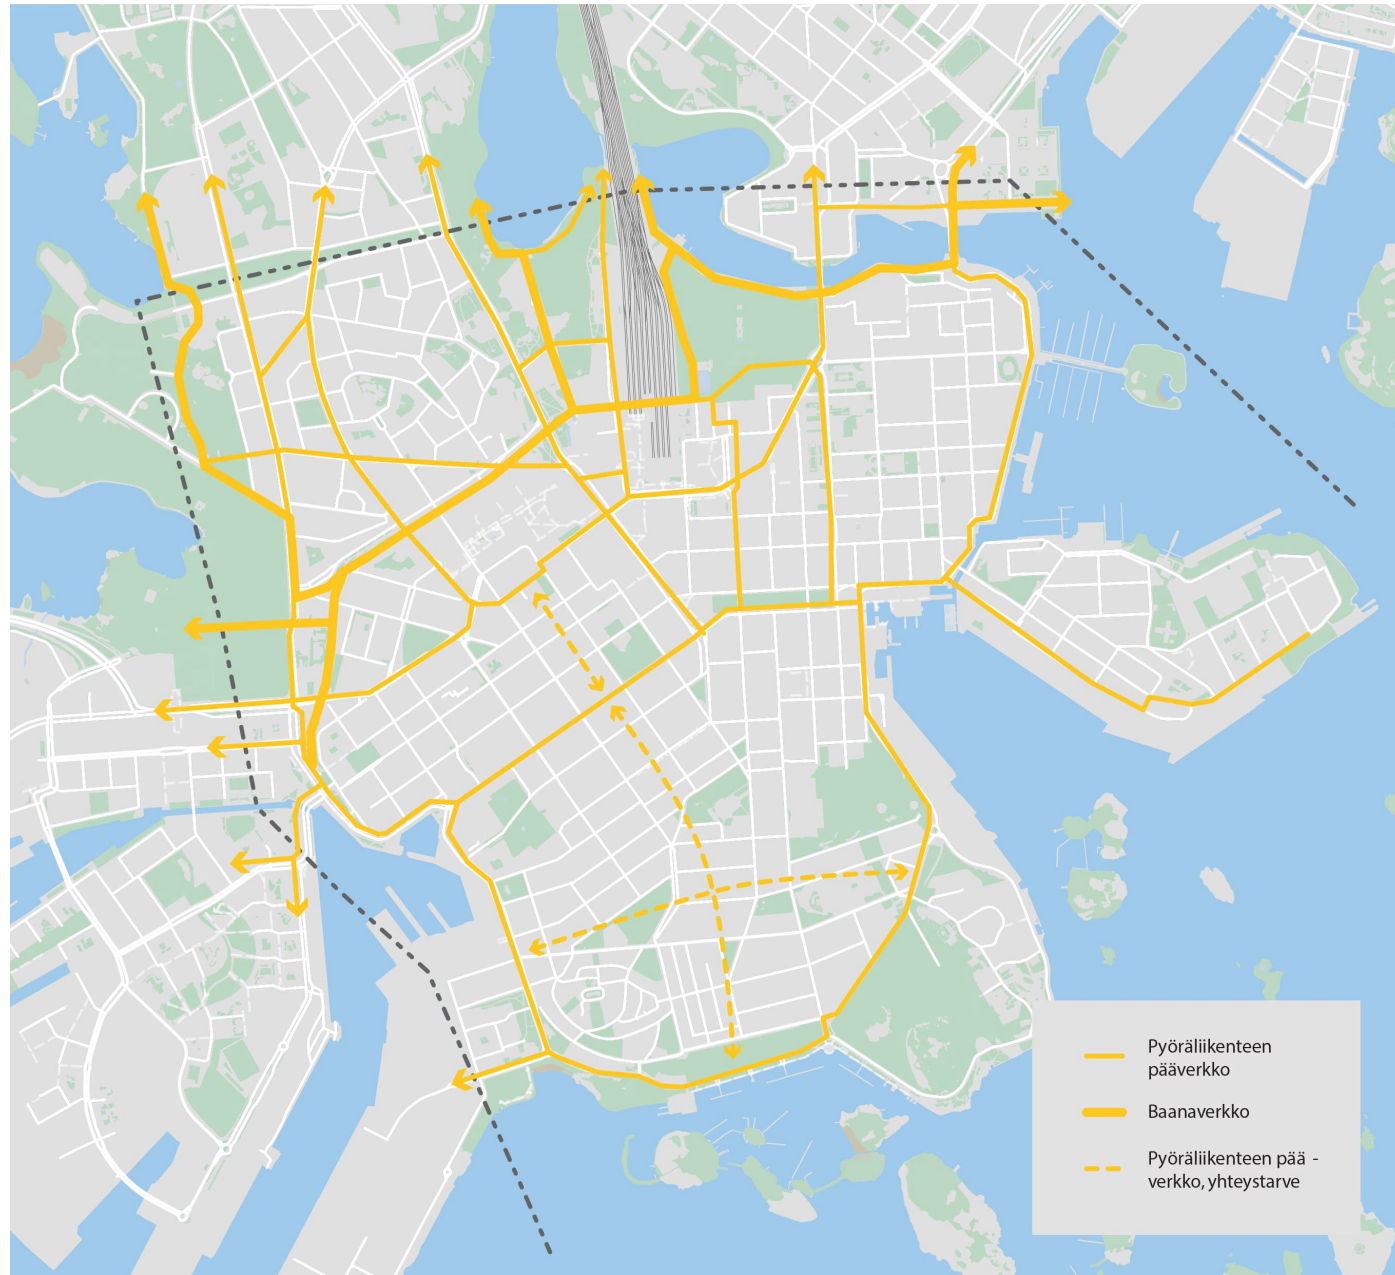 Pyöräliikenteen
pääverkko
Baanaverkko
Pyöräliikenteen pää -
verkko, yhteystarve